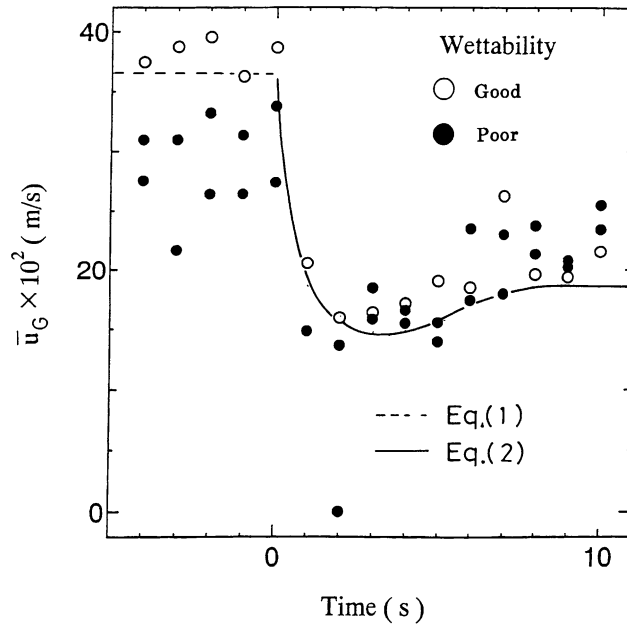 40
20
0
ū_G × 10² (m/s)
Wettability
Good
Poor
Eq.(1)
Eq.(2)
0
10
Time (s)